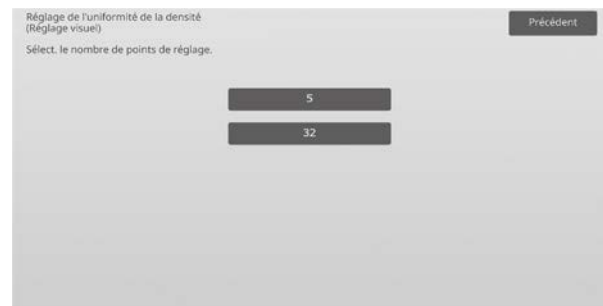 Réglage de l'uniformité de la densité
(Réglage visuel)
Précédent
Sélect. le nombre de points de réglage.
5
32